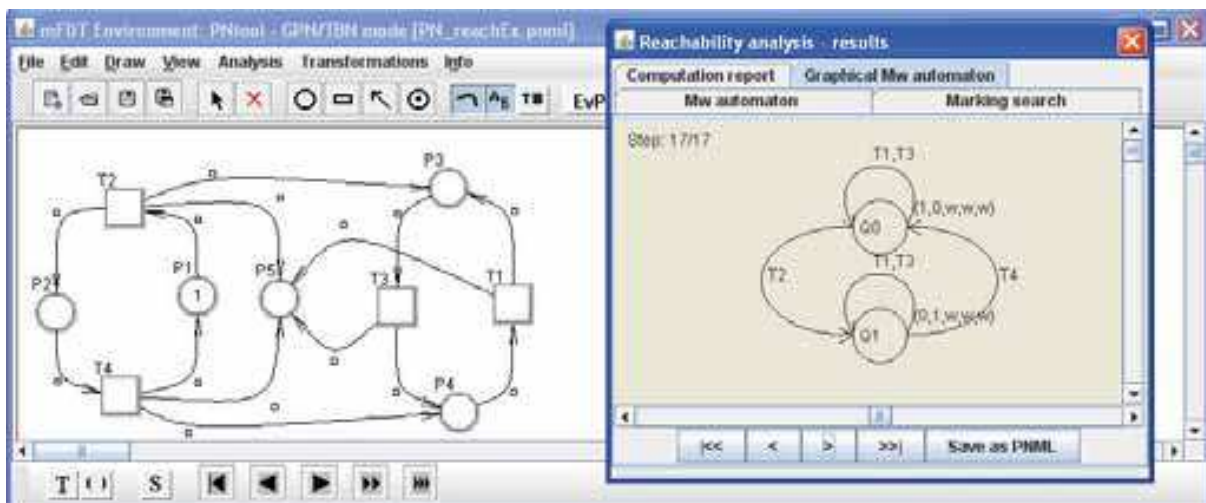 mFDT Environment: PNtool - GPN/TBN mode [PN_reachEx.pnml]
File Edit Draw View Analysis Transformations Info
A B T EvP
T2
P3
P1
P2
P5
T3
T1
1
T4
P4
T ( ) S
Reachability analysis - results
Computation report Graphical Mw automaton
Mw automaton Marking search
Step: 17/17
T1,T3
(1,0,w,w,w)
Q0
T2
T1,T3
T4
(0,1,w,w,w)
Q1
|<< < > >>| Save as PNML